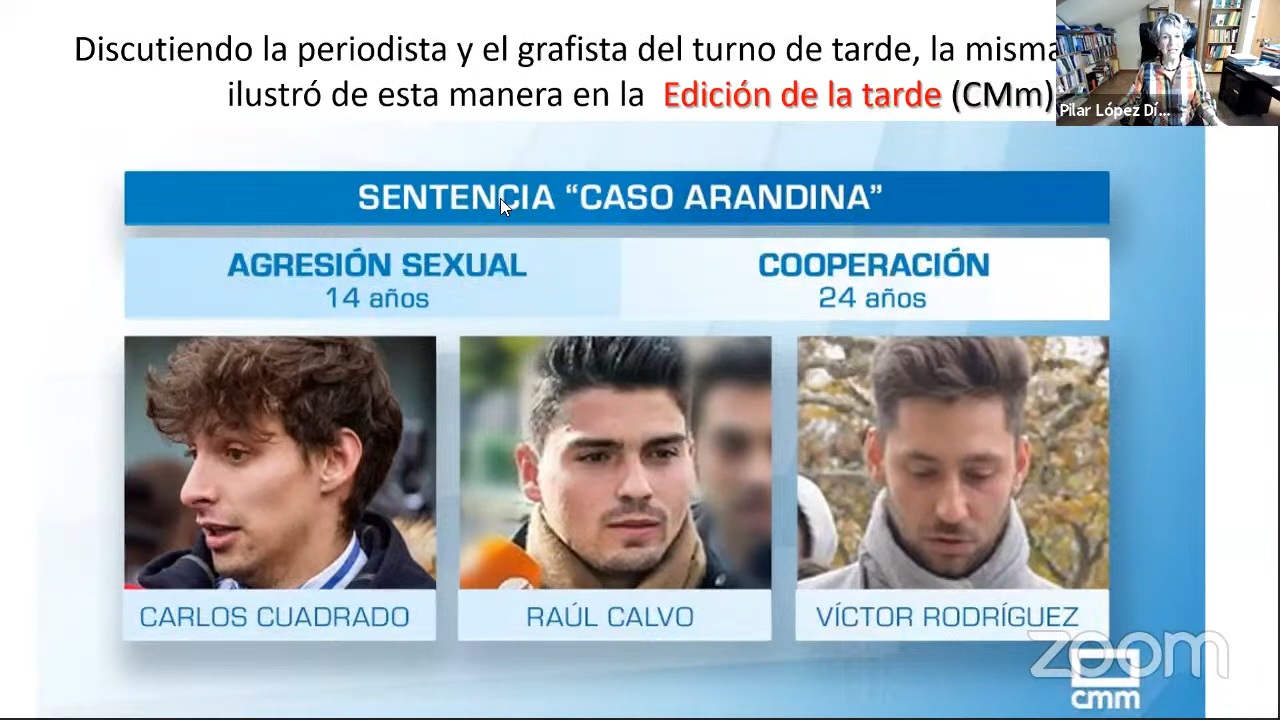 Discutiendo la periodista y el grafista del turno de tarde, la misma
ilustró de esta manera en la Edición de la tarde (CMm)
Pilar López Dí...
SENTENCIA “CASO ARANDINA”
AGRESIÓN SEXUAL
14 años
COOPERACIÓN
24 años
CARLOS CUADRADO
RAÚL CALVO
VÍCTOR RODRÍGUEZ
zoom
cmm